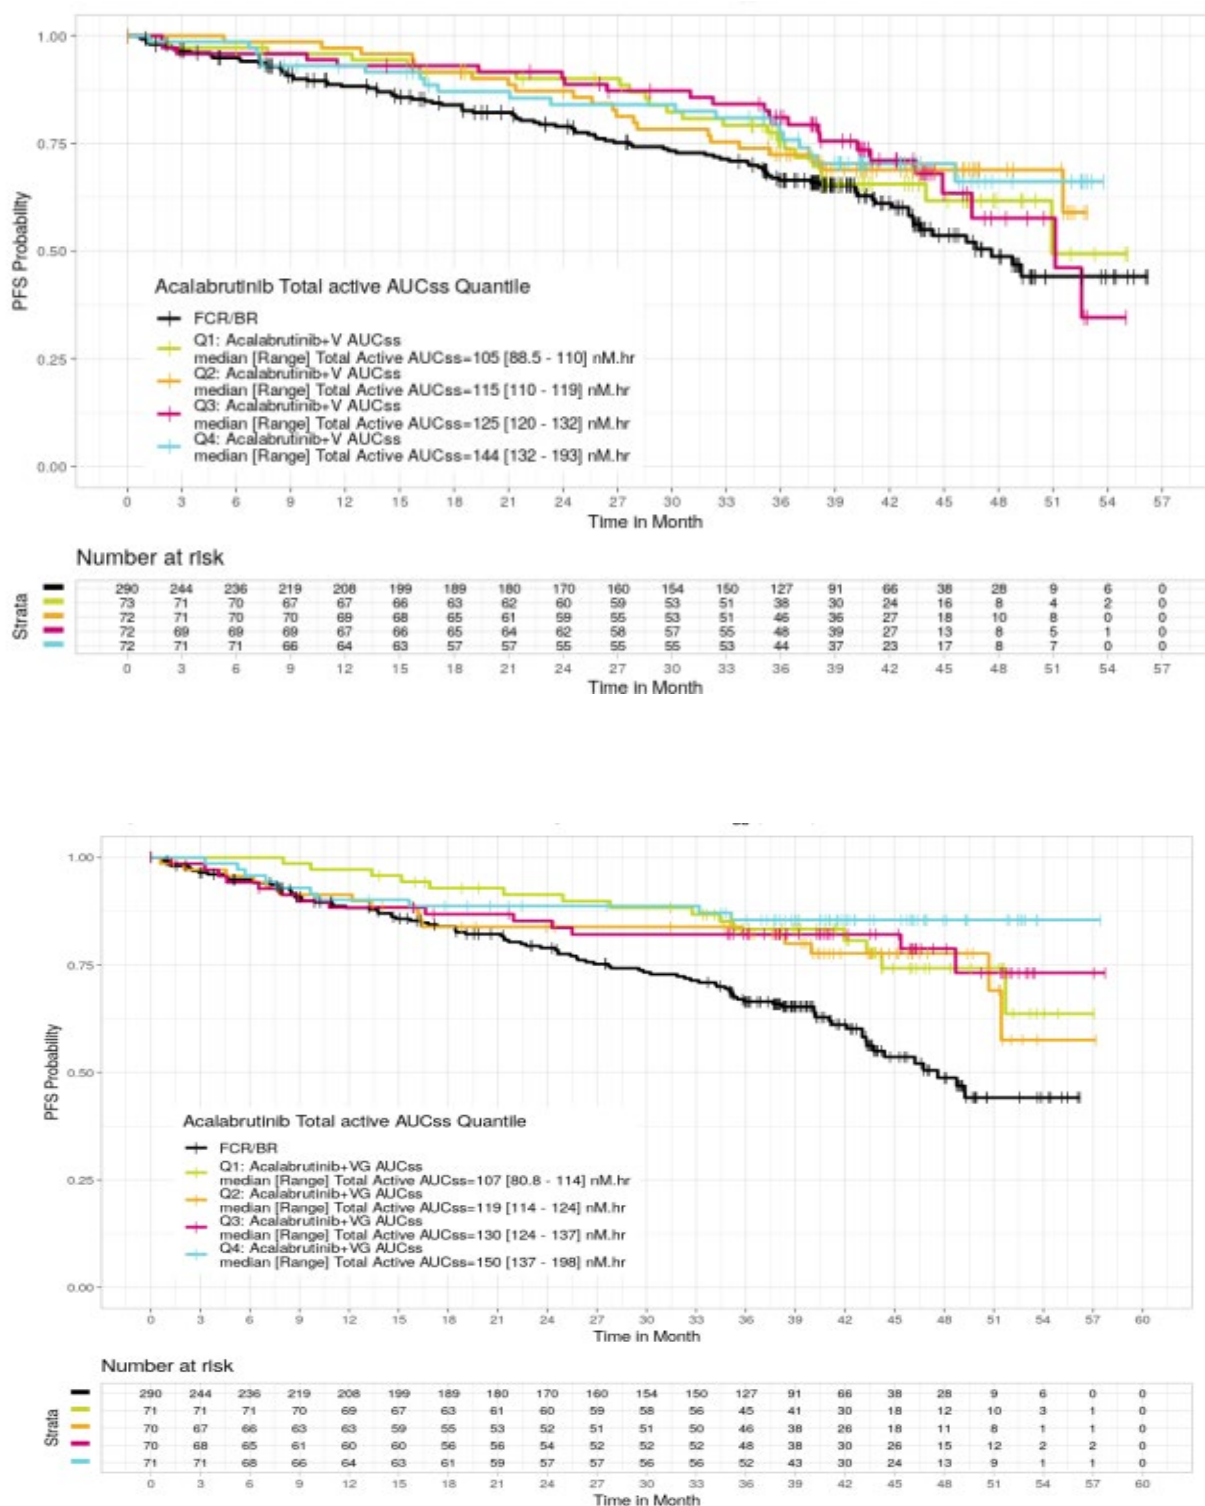 1.00
0.75
0.50
0.25
0.00
PFS Probability
Acalabrutinib Total active AUCss Quantile
FCR/BR
Q1: Acalabrutinib+V AUCss
median [Range] Total Active AUCss=105 [88.5 - 110] nM.hr
Q2: Acalabrutinib+V AUCss
median [Range] Total Active AUCss=115 [110 - 119] nM.hr
Q3: Acalabrutinib+V AUCss
median [Range] Total Active AUCss=125 [120 - 132] nM.hr
Q4: Acalabrutinib+V AUCss
median [Range] Total Active AUCss=144 [132 - 193] nM.hr
0 3 6 9 12 15 18 21 24 27 30 33 36 39 42 45 48 51 54 57
Time in Month
Number at risk
Strata
290 244 236 219 208 199 189 180 170 160 154 150 127 91 66 38 28 9 6 0
73 71 70 67 67 66 63 62 60 59 53 51 38 30 24 16 8 4 2 0
72 71 70 70 69 68 65 61 59 55 53 51 46 36 27 18 10 8 0 0
72 69 69 69 67 66 65 64 62 58 57 55 48 39 27 13 8 5 1 0
72 71 71 66 64 63 57 57 55 55 55 53 44 37 23 17 8 7 0 0
0 3 6 9 12 15 18 21 24 27 30 33 36 39 42 45 48 51 54 57
Time in Month
1.00
0.75
0.50
0.25
0.00
PFS Probability
Acalabrutinib Total active AUCss Quantile
FCR/BR
Q1: Acalabrutinib+VG AUCss
median [Range] Total Active AUCss=107 [80.8 - 114] nM.hr
Q2: Acalabrutinib+VG AUCss
median [Range] Total Active AUCss=119 [114 - 124] nM.hr
Q3: Acalabrutinib+VG AUCss
median [Range] Total Active AUCss=130 [124 - 137] nM.hr
Q4: Acalabrutinib+VG AUCss
median [Range] Total Active AUCss=150 [137 - 198] nM.hr
0 3 6 9 12 15 18 21 24 27 30 33 36 39 42 45 48 51 54 57 60
Time in Month
Number at risk
Strata
290 244 236 219 208 199 189 180 170 160 154 150 127 91 66 38 28 9 6 0 0
71 71 71 70 69 67 63 61 60 59 58 56 45 41 30 18 12 10 3 1 0
70 67 66 63 63 59 55 53 52 51 51 50 46 38 26 18 11 8 1 1 0
70 68 65 61 60 60 56 56 54 52 52 52 48 38 30 26 15 12 2 2 0
71 71 68 66 64 63 61 59 57 57 56 56 52 43 30 24 13 9 1 1 0
0 3 6 9 12 15 18 21 24 27 30 33 36 39 42 45 48 51 54 57 60
Time in Month